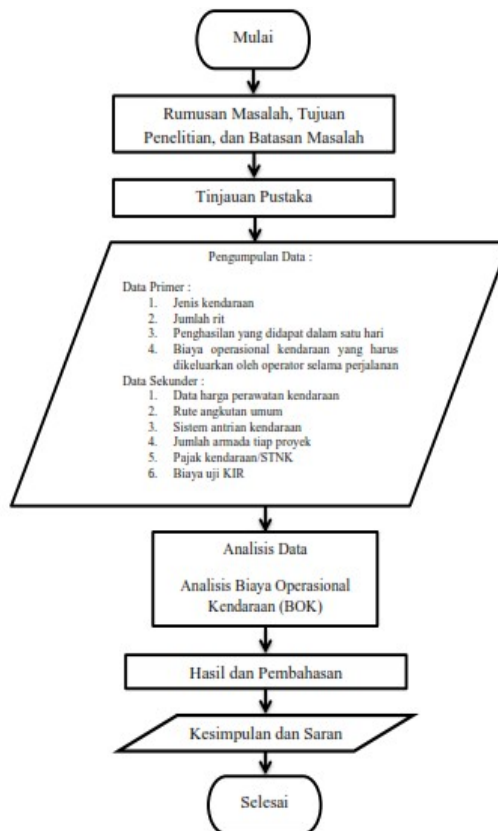 Mulai
Rumusan Masalah, Tujuan
Penelitian, dan Batasan Masalah
Tinjauan Pustaka
Pengumpulan Data :
Data Primer :
1. Jenis kendaraan
2. Jumlah rit
3. Penghasilan yang didapat dalam satu hari
4. Biaya operasional kendaraan yang harus
dikeluarkan oleh operator selama perjalanan
Data Sekunder :
1. Data harga perawatan kendaraan
2. Rute angkutan umum
3. Sistem antrian kendaraan
4. Jumlah armada tiap proyek
5. Pajak kendaraan/STNK
6. Biaya uji KIR
Analisis Data
Analisis Biaya Operasional
Kendaraan (BOK)
Hasil dan Pembahasan
Kesimpulan dan Saran
Selesai